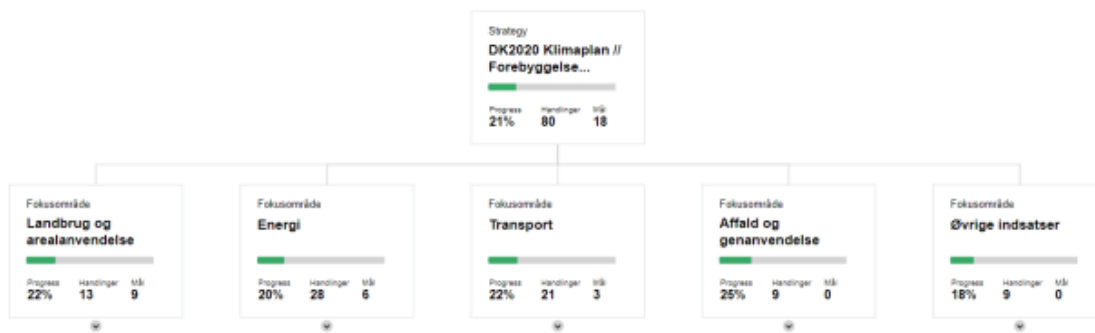 Strategy
DK2020 Klimaplan //
Forebyggelse...
Progress Handlinger Mål
21% 80 18
Fokusområde
Landbrug og
arealanvendelse
Progress Handlinger Mål
22% 13 9
Fokusområde
Energi
Progress Handlinger Mål
20% 28 6
Fokusområde
Transport
Progress Handlinger Mål
22% 21 3
Fokusområde
Affald og
genanvendelse
Progress Handlinger Mål
25% 9 0
Fokusområde
Øvrige indsatser
Progress Handlinger Mål
18% 9 0